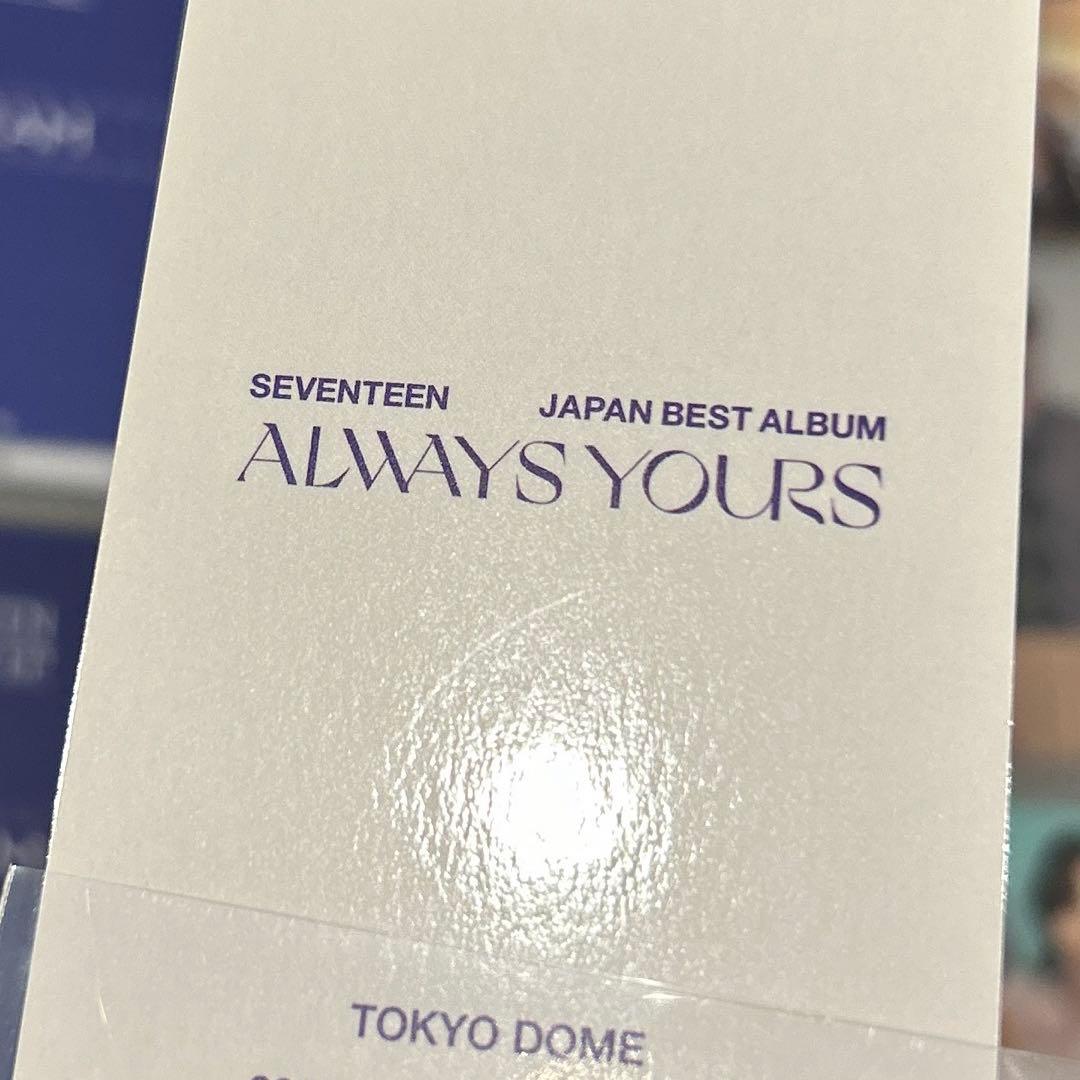 SEVENTEEN JAPAN BEST ALBUM
ALWAYS YOURS
TOKYO DOME